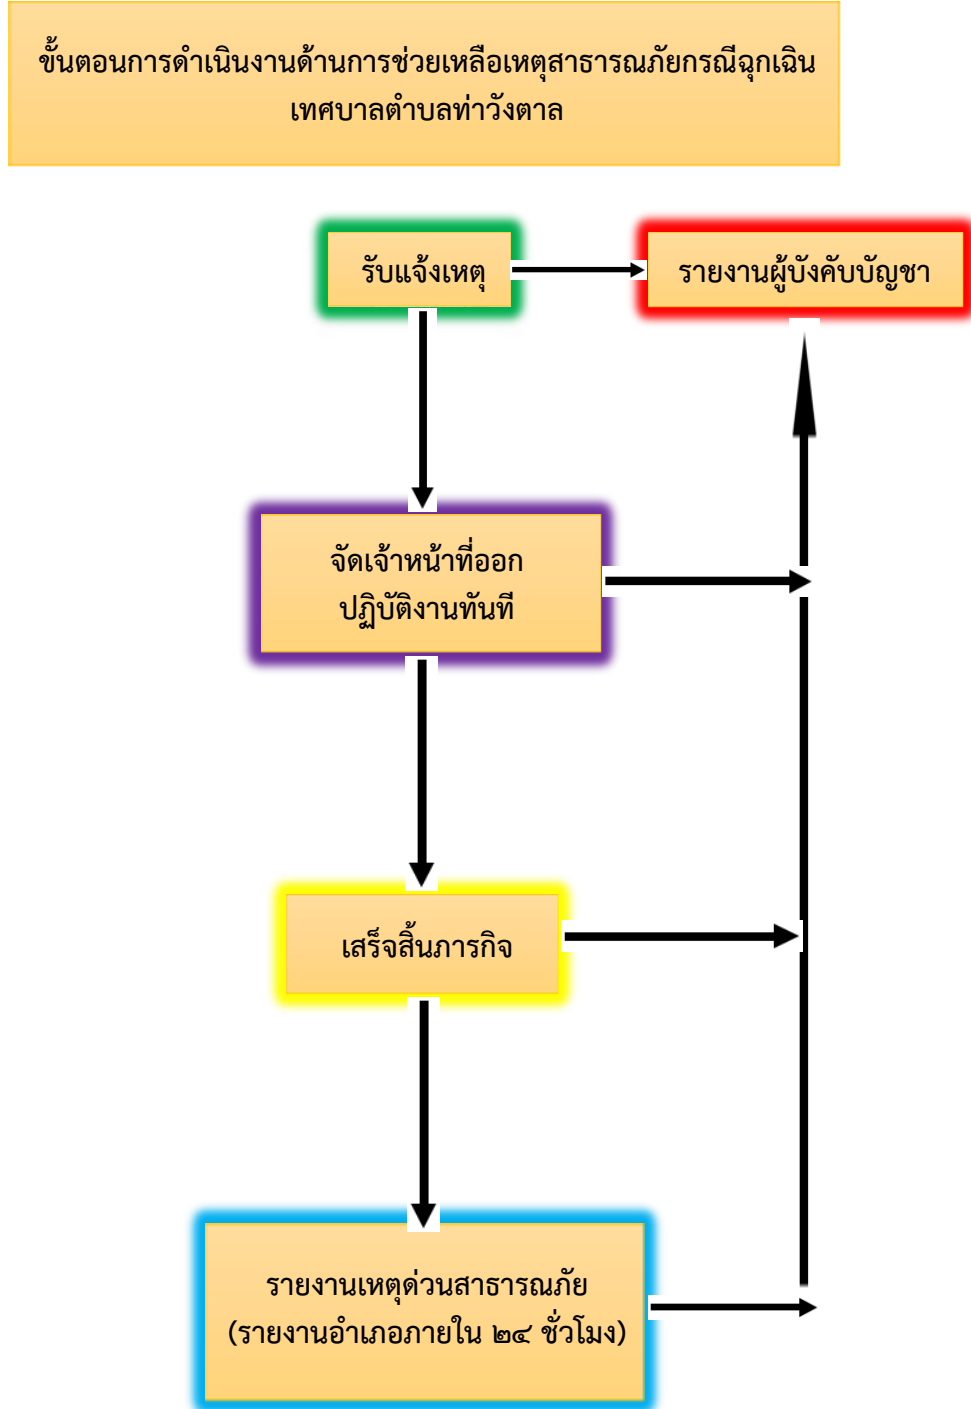 ขั้นตอนการดำเนินงานด้านการช่วยเหลือเหตุสาธารณภัยกรณีฉุกเฉิน
เทศบาลตำบลท่าวังตาล
รับแจ้งเหตุ
รายงานผู้บังคับบัญชา
จัดเจ้าหน้าที่ออก
ปฏิบัติงานทันที
เสร็จสิ้นภารกิจ
รายงานเหตุด่วนสาธารณภัย
(รายงานอำเภอภายใน ๒๔ ชั่วโมง)